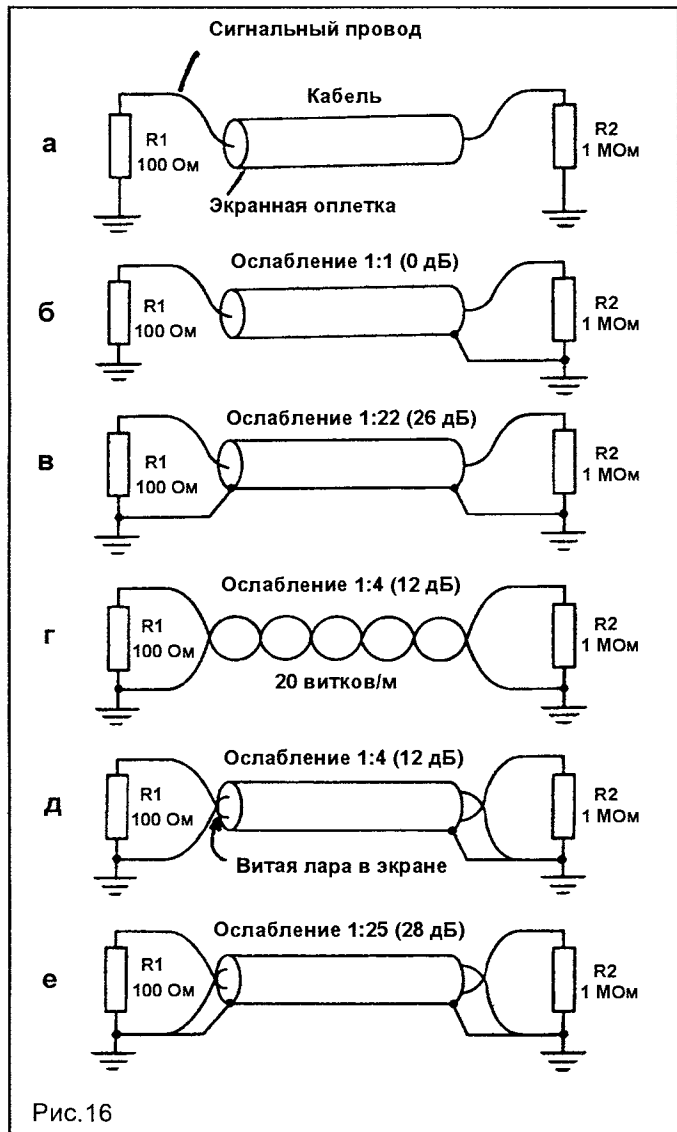 Сигнальный провод
Кабель
а
R1
100 Ом
R2
1 МОм
Экранная оплетка
Ослабление 1:1 (0 дБ)
б
R1
100 Ом
R2
1 МОм
Ослабление 1:22 (26 дБ)
в
R1
100 Ом
R2
1 МОм
Ослабление 1:4 (12 дБ)
г
R1
100 Ом
R2
1 МОм
20 витков/м
Ослабление 1:4 (12 дБ)
д
R1
100 Ом
R2
1 МОм
Витая лара в зкране
Ослабление 1:25 (28 дБ)
е
R1
100 Ом
R2
1 МОм
Рис.16